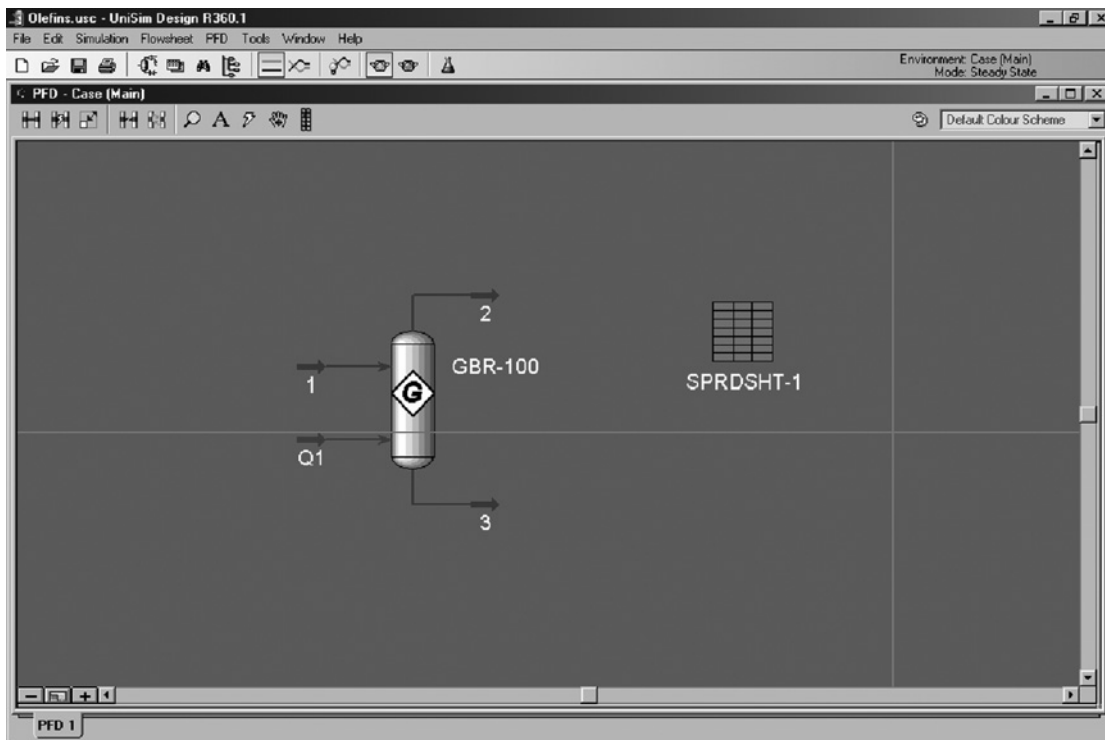 Olefins.usc - UniSim Design R360.1
File Edit Simulation Flowsheet PFD Tools Window Help
Environment: Case (Main)
Mode: Steady State
PFD - Case (Main)
A
Default Colour Scheme
2
1
GBR-100
G
SPRDSHT-1
Q1
3
PFD 1